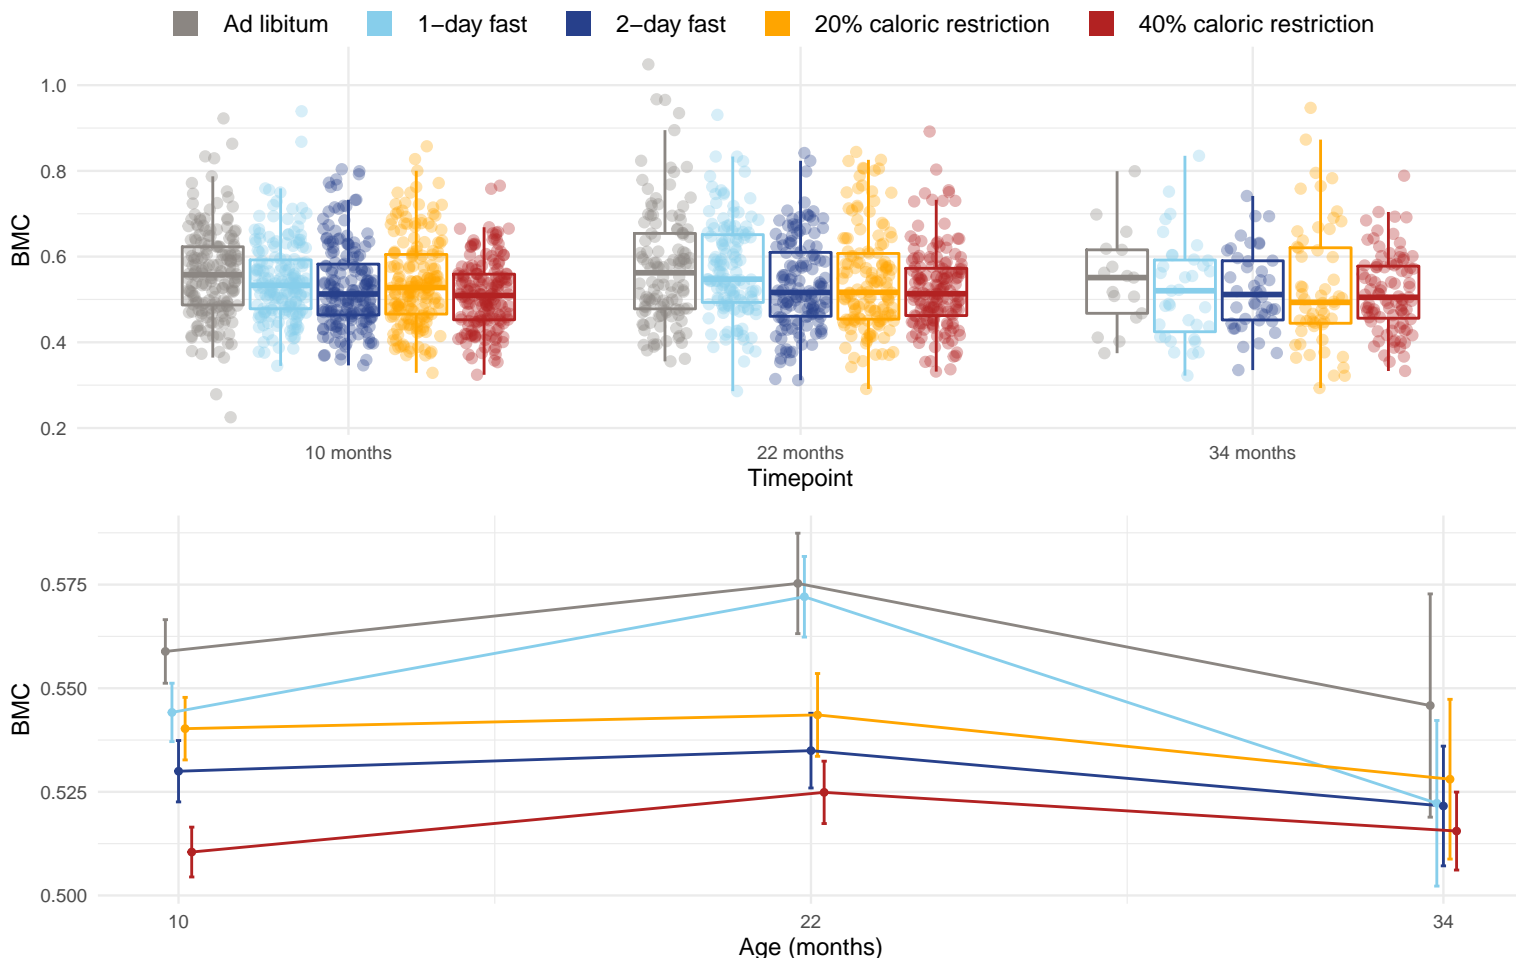 Ad libitum 1−day fast 2−day fast 20% caloric restriction 40% caloric restriction
BMC
1.0
0.8
0.6
0.4
0.2
10 months 22 months 34 months
Timepoint
BMC
0.575
0.550
0.525
0.500
10 22 34
Age (months)